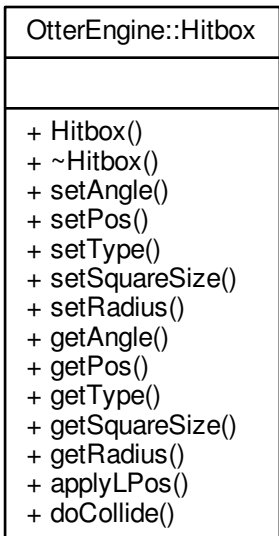 OtterEngine::Hitbox
+ Hitbox()
+ ~Hitbox()
+ setAngle()
+ setPos()
+ setType()
+ setSquareSize()
+ setRadius()
+ getAngle()
+ getPos()
+ getType()
+ getSquareSize()
+ getRadius()
+ applyLPos()
+ doCollide()